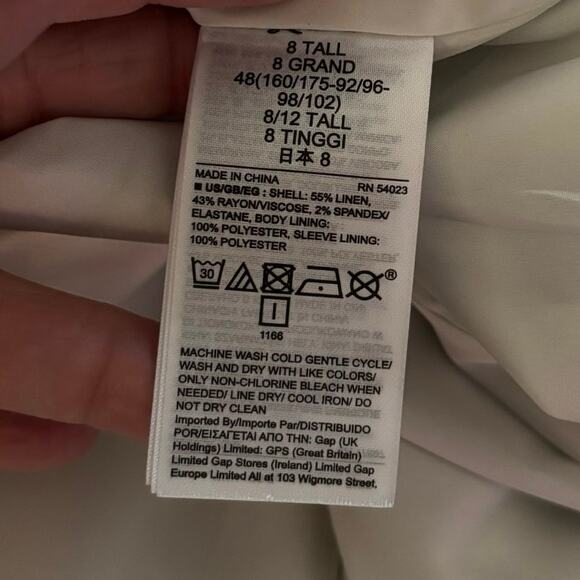 8 TALL
8 GRAND
48(160/175-92/96-
98/102)
8/12 TALL
8 TINGGI
日本 8
MADE IN CHINA RN 54023
■ US/GB/EG : SHELL: 55% LINEN,
43% RAYON/VISCOSE, 2% SPANDEX/
ELASTANE, BODY LINING:
100% POLYESTER, SLEEVE LINING:
100% POLYESTER
30 ®
1166
MACHINE WASH COLD GENTLE CYCLE/
WASH AND DRY WITH LIKE COLORS/
ONLY NON-CHLORINE BLEACH WHEN
NEEDED/ LINE DRY/ COOL IRON/ DO
NOT DRY CLEAN
Imported By/Importe Par/DISTRIBUIDO
POR/ΕΙΣΑΓΕΤΑΙ ΑΠΟ ΤΗΝ: Gap (UK
Holdings) Limited: GPS (Great Britain)
Limited Gap Stores (Ireland) Limited Gap
Europe Limited All at 103 Wigmore Street,